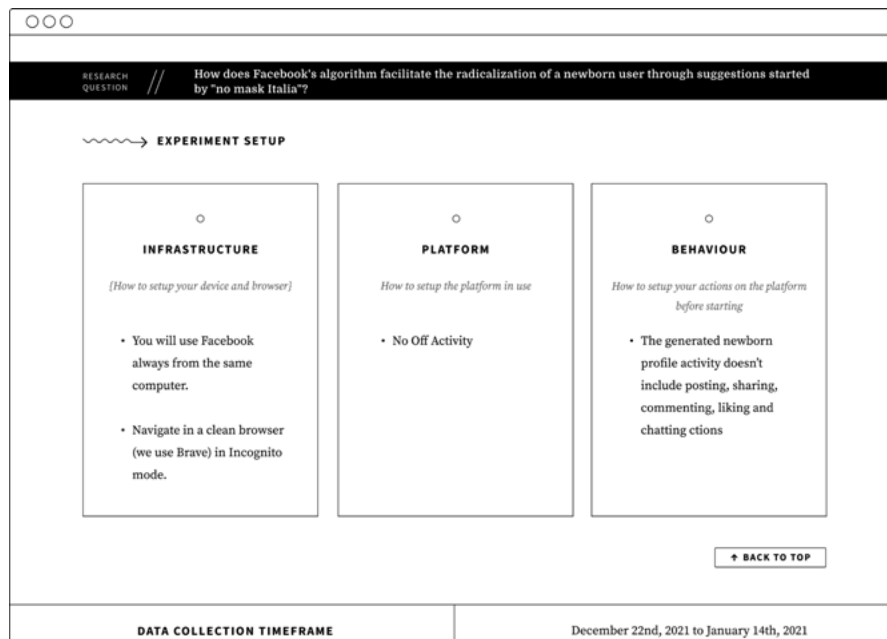 RESEARCH
QUESTION
How does Facebook's algorithm facilitate the radicalization of a newborn user through suggestions started
by "no mask Italia"?
EXPERIMENT SETUP
INFRASTRUCTURE
{How to setup your device and browser}
• You will use Facebook
always from the same
computer.
• Navigate in a clean browser
(we use Brave) in Incognito
mode.
PLATFORM
How to setup the platform in use
• No Off Activity
BEHAVIOUR
How to setup your actions on the platform
before starting
• The generated newborn
profile activity doesn't
include posting, sharing,
commenting, liking and
chatting ctions
↑ BACK TO TOP
DATA COLLECTION TIMEFRAME
December 22nd, 2021 to January 14th, 2021